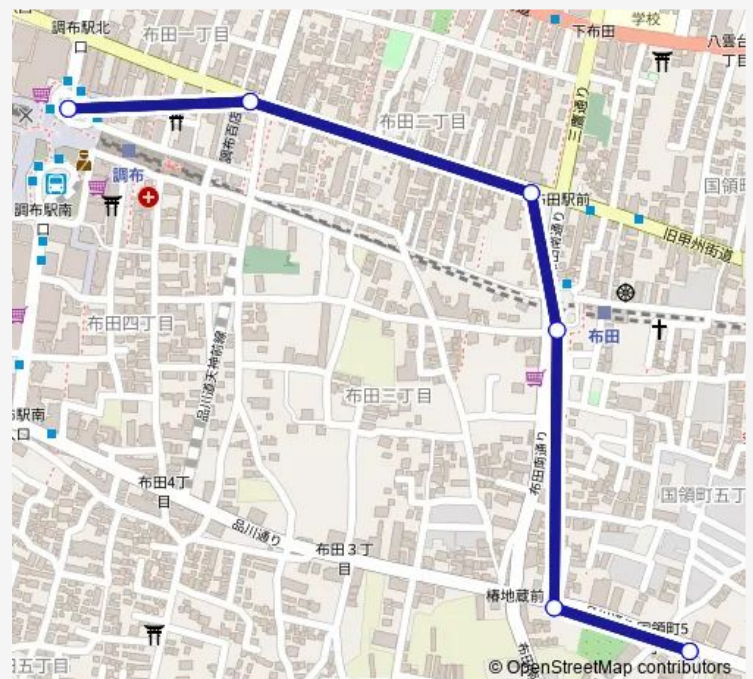 調布駅北
口
布田一丁目
学校
下布田
八雲台
丁目
調布百店
布田二丁目
三鷹通り
調布
布田駅前
国領町
調布駅南
口
旧甲州街道
布田四丁目
布田
品川道天神前線
布田三丁目
駅南
入口
布田南通り
布田4丁
目
国領町五丁
品川通り
布田3丁
目
椿地蔵前
国領町5
五丁目
© OpenStreetMap contributors